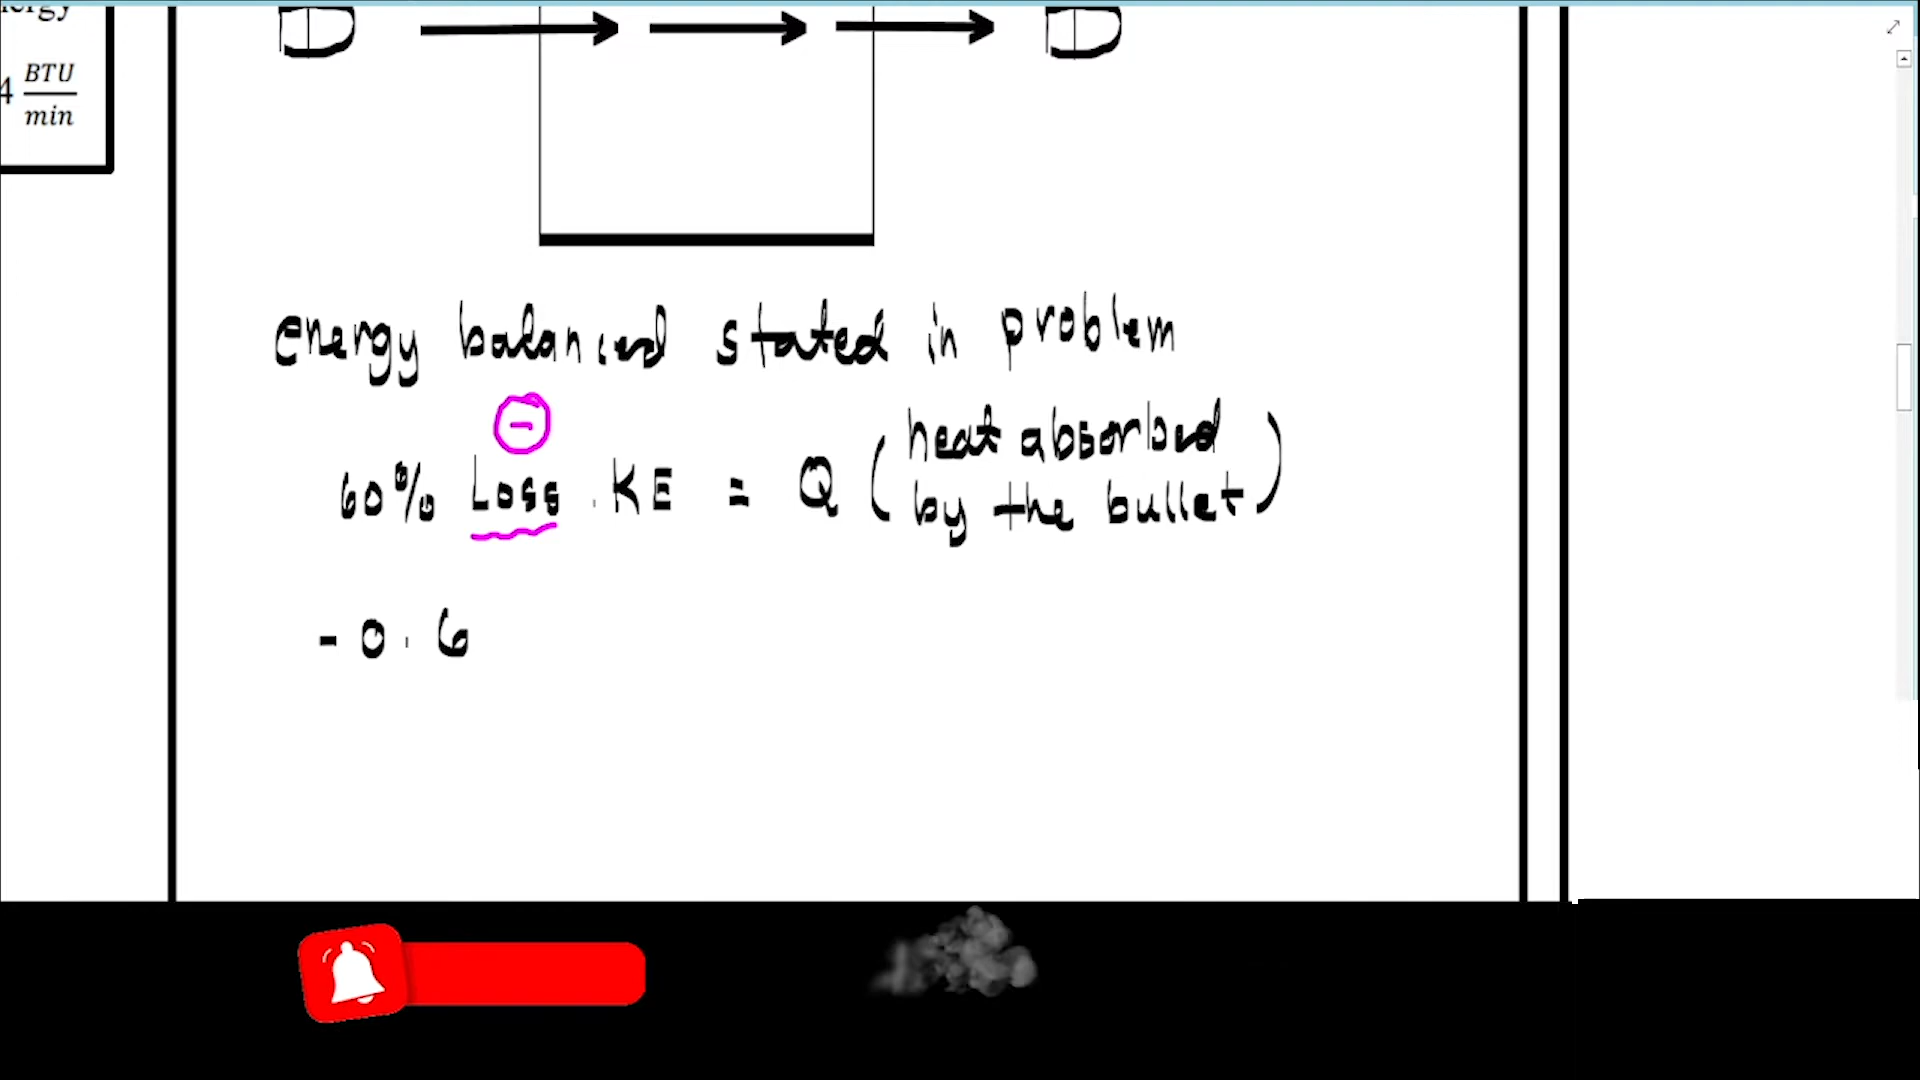 4 BTU
min
energy balanced stated in problem
-
60% Loss . KE = Q ( heat absorbed
by the bullet )
- 0 . 6